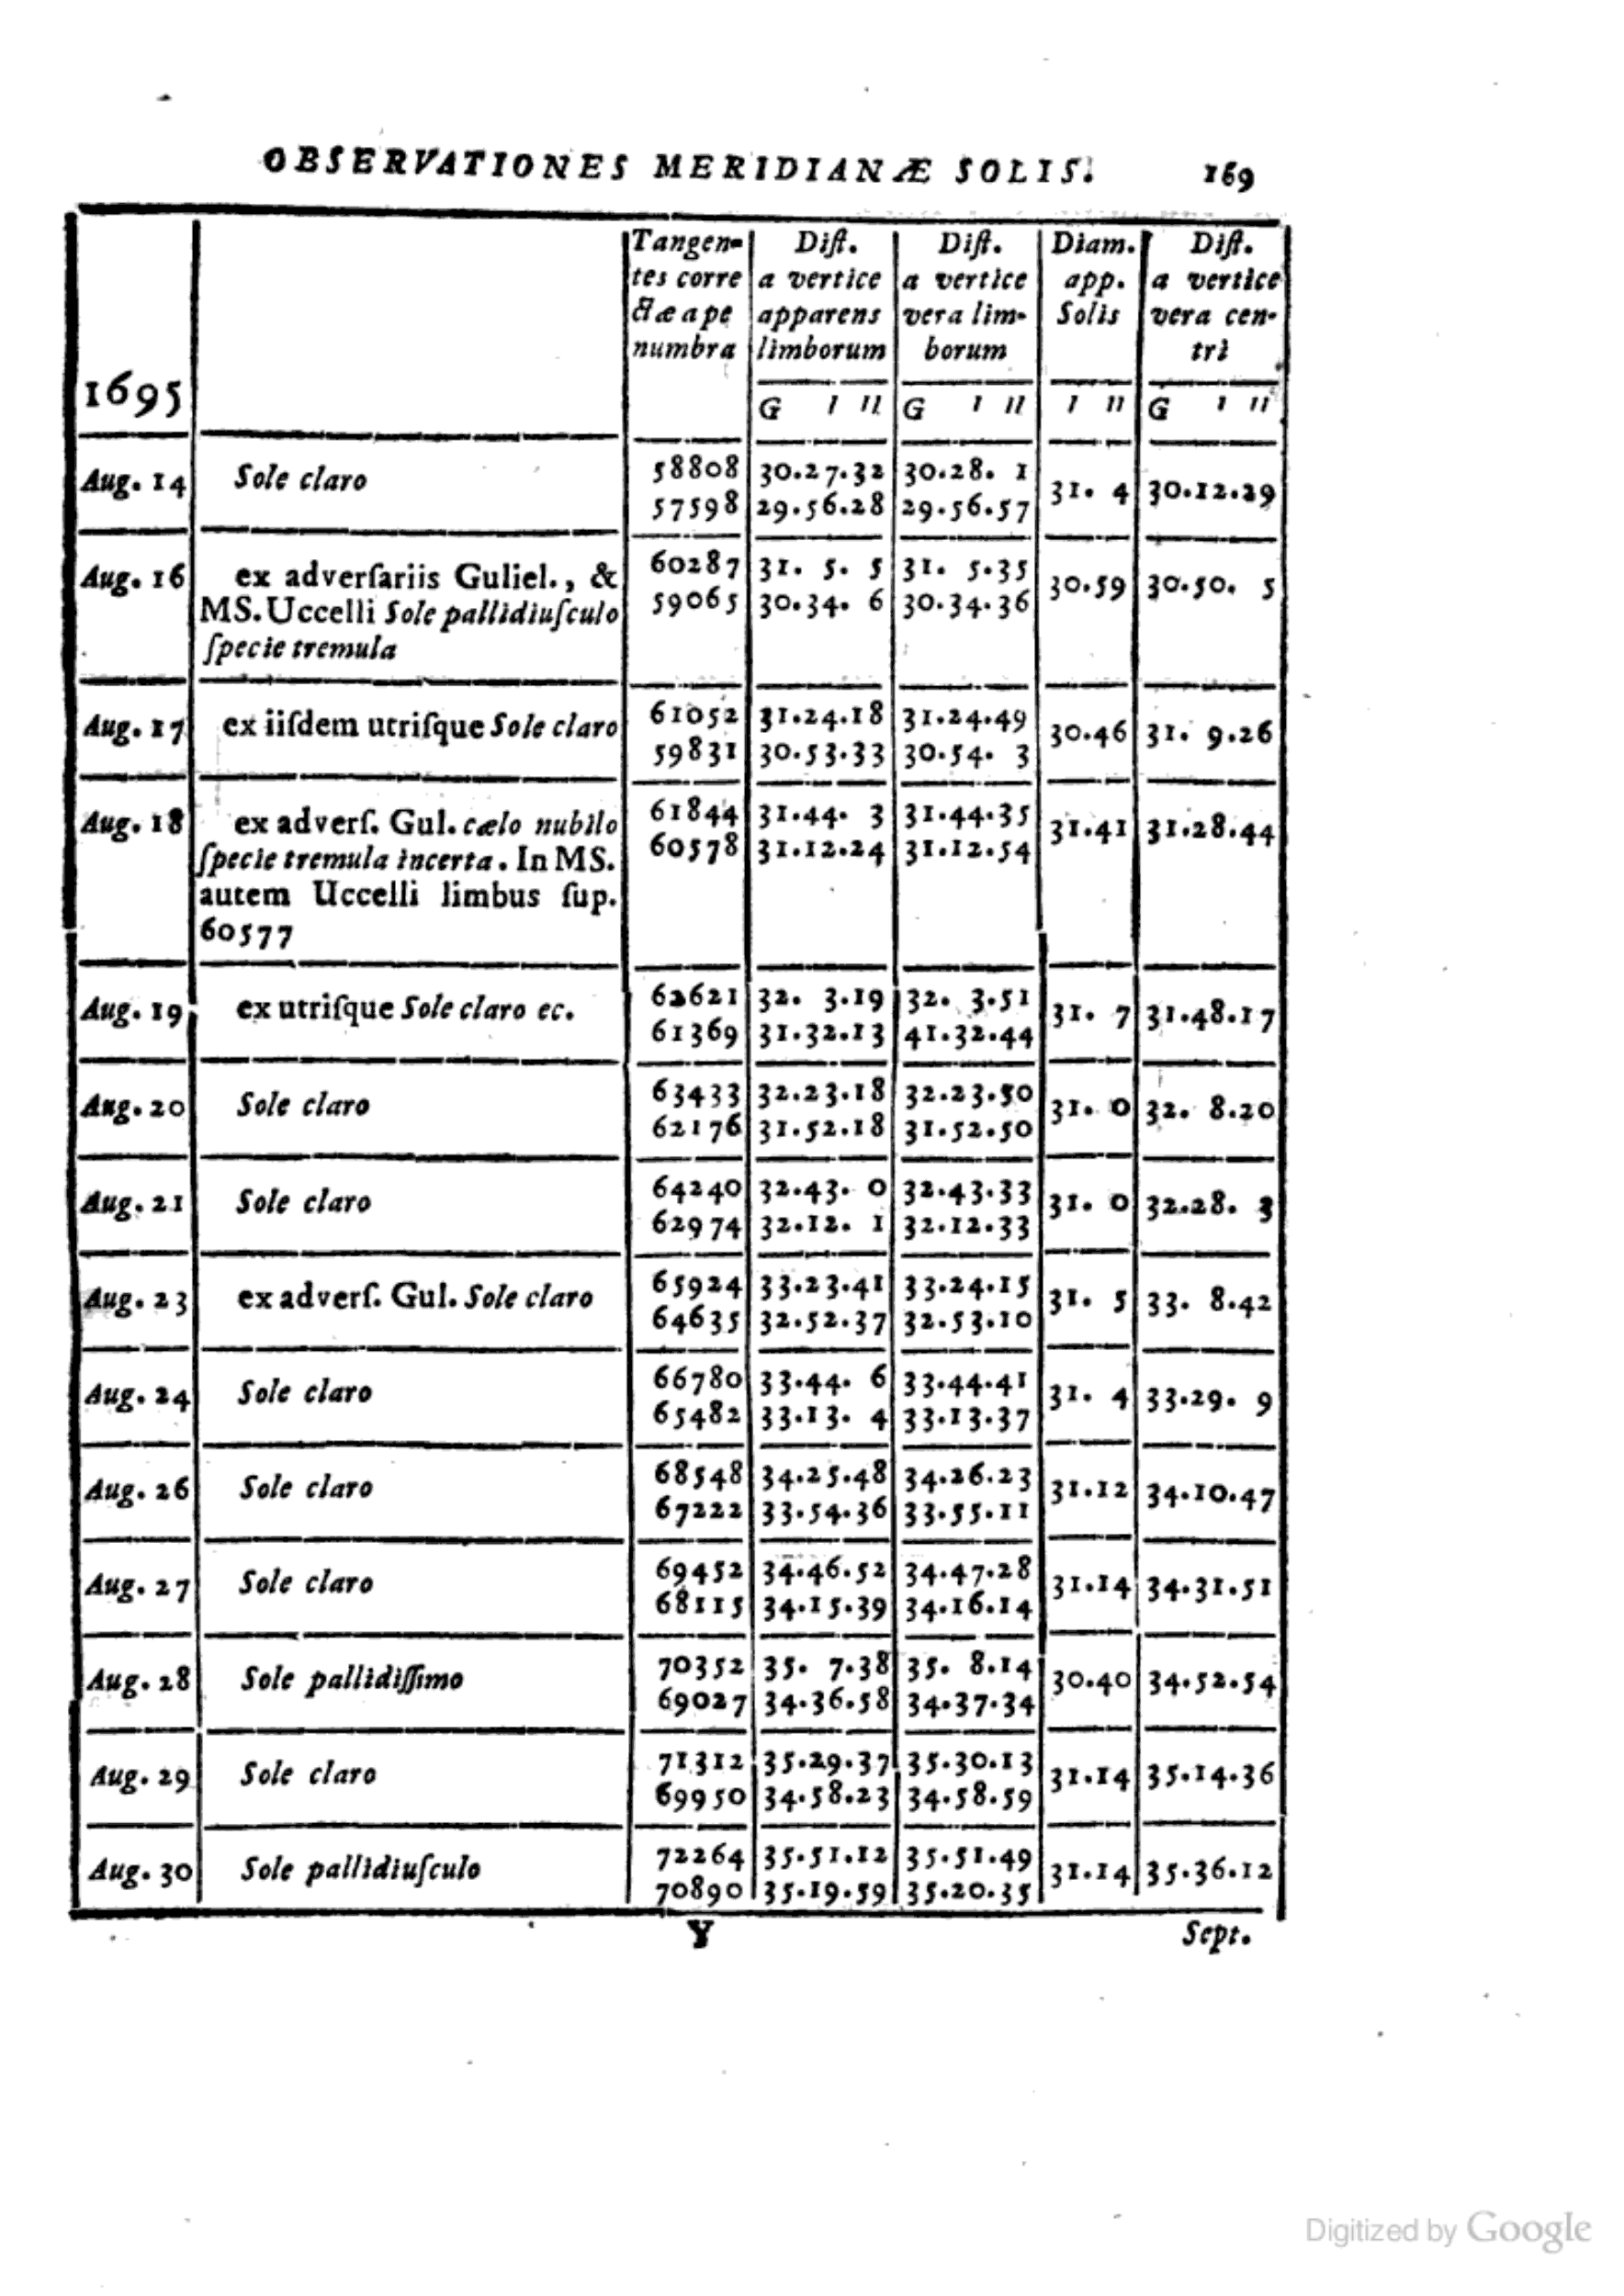 OBSERVATIONES MERIDIANÆ SOLIS. 169
1695
Tangen-
tes corre
ctæ a pe
numbra
Dist.
a vertice
apparens
limborum
G ׀ ׀׀
Dist.
a vertice
vera lim-
borum
G ׀ ׀׀
Diam.
app.
Solis
׀ ׀׀
Dist.
a vertice
vera cen-
tri
G ׀ ׀׀
Aug. 14 Sole claro 58808 30.27.32 30.28. 1 31. 4 30.12.29
57598 29.56.28 29.56.57
Aug. 16 ex adverſariis Guliel., & 60287 31. 5. 5 31. 5.35 30.59 30.50. 5
MS.Uccelli Sole pallidiuſculo 59065 30.34. 6 30.34.36
ſpecie tremula
Aug. 17 ex iiſdem utriſque Sole claro 61052 31.24.18 31.24.49 30.46 31. 9.26
59831 30.53.33 30.54. 3
Aug. 18 ex adverſ. Gul. cælo nubilo 61844 31.44. 3 31.44.35 31.41 31.28.44
ſpecie tremula incerta. In MS. 60578 31.12.24 31.12.54
autem Uccelli limbus ſup.
60577
Aug. 19 ex utriſque Sole claro ec. 62621 32. 3.19 32. 3.51 31. 7 31.48.17
61369 31.32.13 41.32.44
Aug. 20 Sole claro 63433 32.23.18 32.23.50 31. 0 32. 8.20
62176 31.52.18 31.52.50
Aug. 21 Sole claro 64240 32.43. 0 32.43.33 31. 0 32.28. 3
62974 32.12. 1 32.12.33
Aug. 23 ex adverſ. Gul. Sole claro 65924 33.23.41 33.24.15 31. 5 33. 8.42
64635 32.52.37 32.53.10
Aug. 24 Sole claro 66780 33.44. 6 33.44.41 31. 4 33.29. 9
65482 33.13. 4 33.13.37
Aug. 26 Sole claro 68548 34.25.48 34.26.23 31.12 34.10.47
67222 33.54.36 33.55.11
Aug. 27 Sole claro 69452 34.46.52 34.47.28 31.14 34.31.51
68115 34.15.39 34.16.14
Aug. 28 Sole pallidiſſimo 70352 35. 7.38 35. 8.14 30.40 34.52.54
69027 34.36.58 34.37.34
Aug. 29 Sole claro 71312 35.29.37 35.30.13 31.14 35.14.36
69950 34.58.23 34.58.59
Aug. 30 Sole pallidiuſculo 72264 35.51.12 35.51.49 31.14 35.36.12
70890 35.19.59 35.20.35
Y Sept.
Digitized by Google